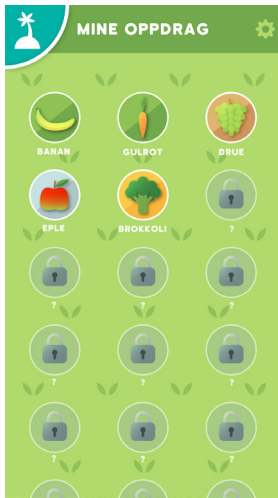 MINE OPPDRAG
BANAN GULROT DRUE
EPLE BROKKOLI ?
? ? ?
? ? ?
? ? ?